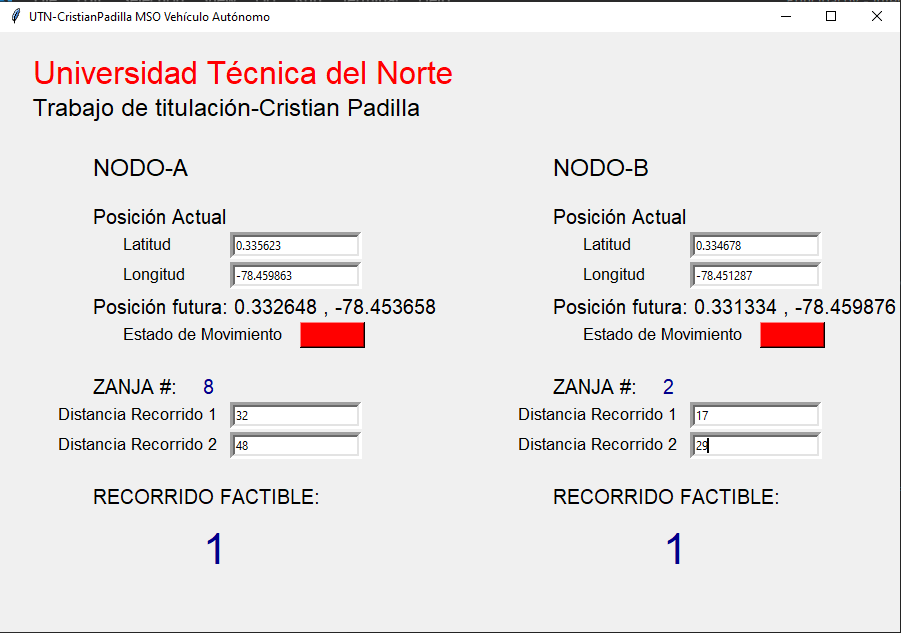 UTN-CristianPadilla MSO Vehículo Autónomo
Universidad Técnica del Norte
Trabajo de titulación-Cristian Padilla
NODO-A
Posición Actual
Latitud 0.335623
Longitud -78.459863
Posición futura: 0.332648 , -78.453658
Estado de Movimiento
ZANJA #: 8
Distancia Recorrido 1 32
Distancia Recorrido 2 48
RECORRIDO FACTIBLE:
1
NODO-B
Posición Actual
Latitud 0.334678
Longitud -78.451287
Posición futura: 0.331334 , -78.459876
Estado de Movimiento
ZANJA #: 2
Distancia Recorrido 1 17
Distancia Recorrido 2 29
RECORRIDO FACTIBLE:
1